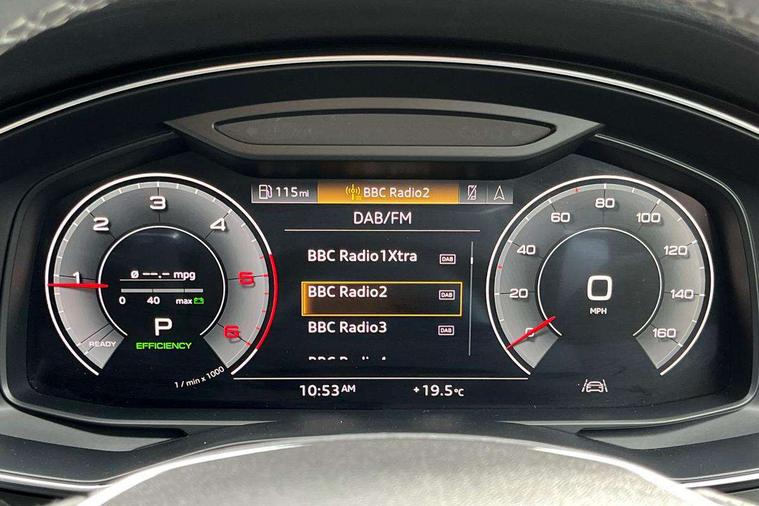 115mi BBC Radio2
DAB/FM
BBC Radio1Xtra DAB
BBC Radio2 DAB
BBC Radio3 DAB
BBC Radio4
10:53AM +19.5°C
1 2 3 4 5 6
Ø --.- mpg
0 40 max
P
EFFICIENCY
READY
1 / min x 1000
0 20 40 60 80 100 120 140 160
0
MPH